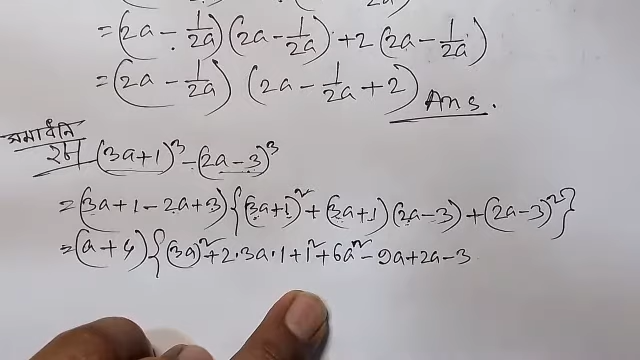 = (2a - 1/2a) (2a - 1/2a) + 2 (2a - 1/2a)
= (2a - 1/2a) (2a - 1/2a + 2) Ans.
সমাধান
২৮ (3a+1)³ - (2a-3)³
= (3a+1-2a+3) {(3a+1)² + (3a+1)(2a-3) + (2a-3)²}
= (a+4) {(3a)² + 2·3a·1 + 1² + 6a² - 9a + 2a - 3